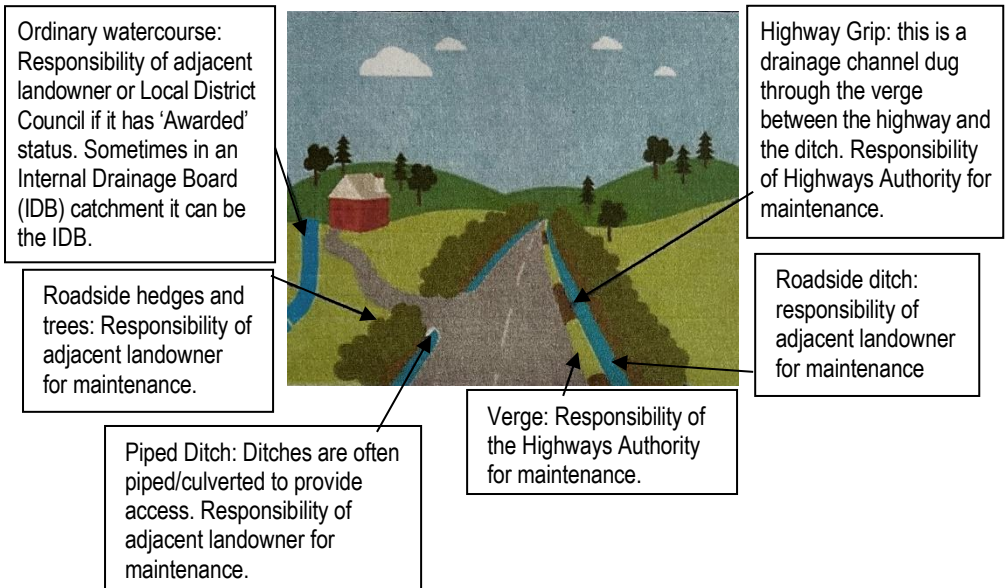 Ordinary watercourse:
Responsibility of adjacent
landowner or Local District
Council if it has ‘Awarded’
status. Sometimes in an
Internal Drainage Board
(IDB) catchment it can be
the IDB.
Highway Grip: this is a
drainage channel dug
through the verge
between the highway and
the ditch. Responsibility
of Highways Authority for
maintenance.
Roadside hedges and
trees: Responsibility of
adjacent landowner
for maintenance.
Roadside ditch:
responsibility of
adjacent landowner
for maintenance
Verge: Responsibility of
the Highways Authority
for maintenance.
Piped Ditch: Ditches are often
piped/culverted to provide
access. Responsibility of
adjacent landowner for
maintenance.